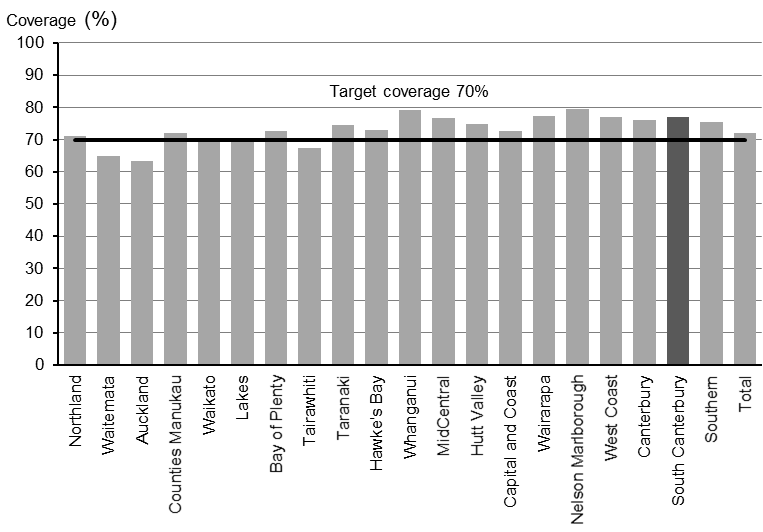 Coverage (%)
100
90
80
70
60
50
40
30
20
10
0
Target coverage 70%
Northland
Waitemata
Auckland
Counties Manukau
Waikato
Lakes
Bay of Plenty
Tairawhiti
Taranaki
Hawke's Bay
Whanganui
MidCentral
Hutt Valley
Capital and Coast
Wairarapa
Nelson Marlborough
West Coast
Canterbury
South Canterbury
Southern
Total